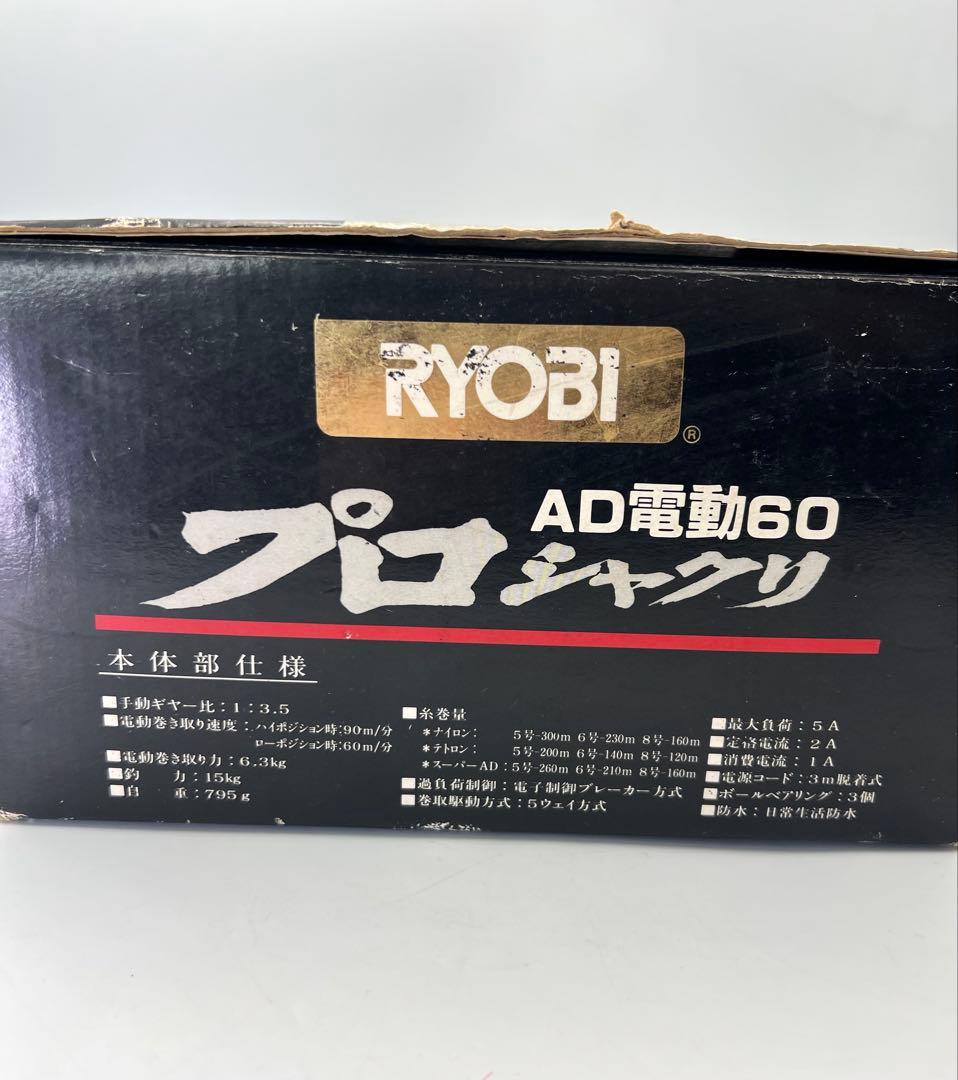 RYOBI
®
AD電動60
プロ シャクリ
本体部仕様
■手動ギヤー比：1：3.5
■電動巻き取り速度：ハイポジション時：90m/分
ローポジション時：60m/分
■電動巻き取り力：6.3kg
■釣　　　力：15kg
■自　　　重：795g
■糸巻量
＊ナイロン：　5号-300m 6号-230m 8号-160m
＊テトロン：　5号-200m 6号-140m 8号-120m
＊スーパーAD：5号-260m 6号-210m 8号-160m
■過負荷制御：電子制御ブレーカー方式
■巻取駆動方式：5ウェイ方式
■最大負荷：5A
■定格電流：2A
■消費電流：1A
■電源コード：3m脱着式
■ボールベアリング：3個
■防水：日常生活防水